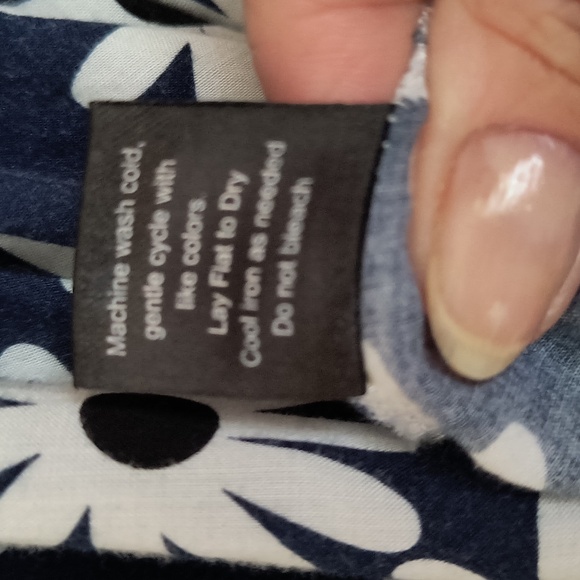 Machine wash cold,
gentle cycle with
like colors
Lay Flat to Dry
Cool iron as needed
Do not bleach